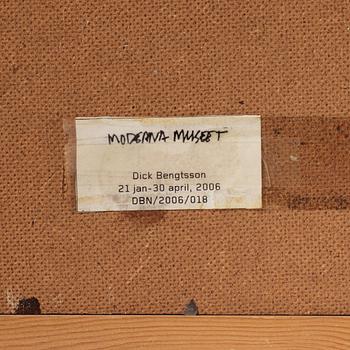 MODERNA MUSEET
Dick Bengtsson
21 jan-30 april, 2006
DBN/2006/018